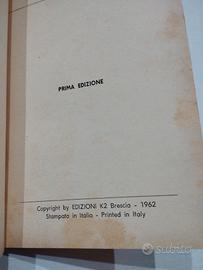 PRIMA EDIZIONE
Copyright by EDIZIONI K2 Brescia - 1962
Stampato in Italia - Printed in Italy
subito